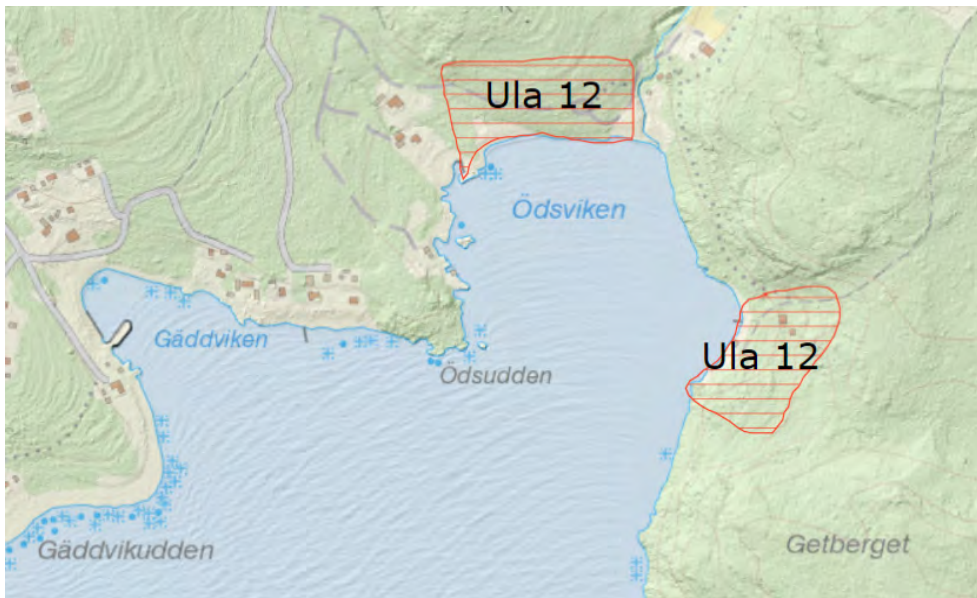 Ula 12
Ödsviken
Gäddviken
Ula 12
Ödsudden
Gäddvikudden
Getberget